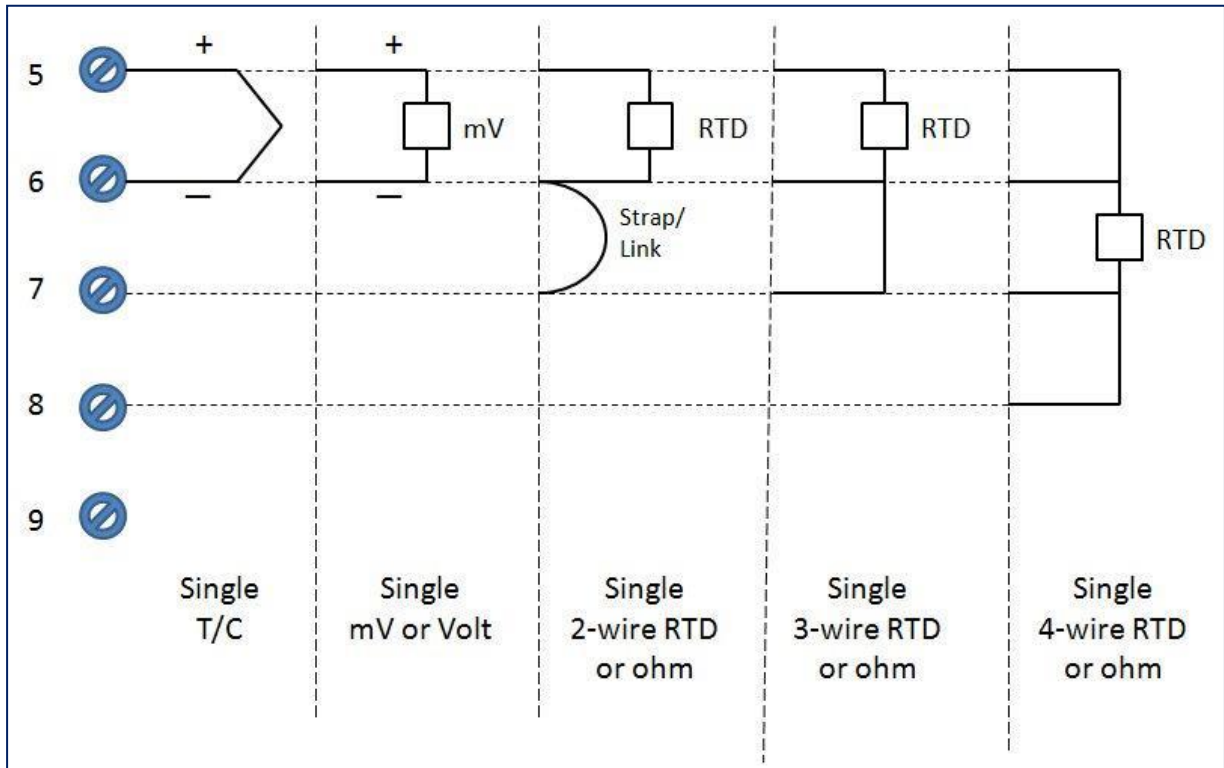 +
+
5
mV
RTD
RTD
6
−
−
Strap/
Link
RTD
7
8
9
Single
T/C
Single
mV or Volt
Single
2-wire RTD
or ohm
Single
3-wire RTD
or ohm
Single
4-wire RTD
or ohm